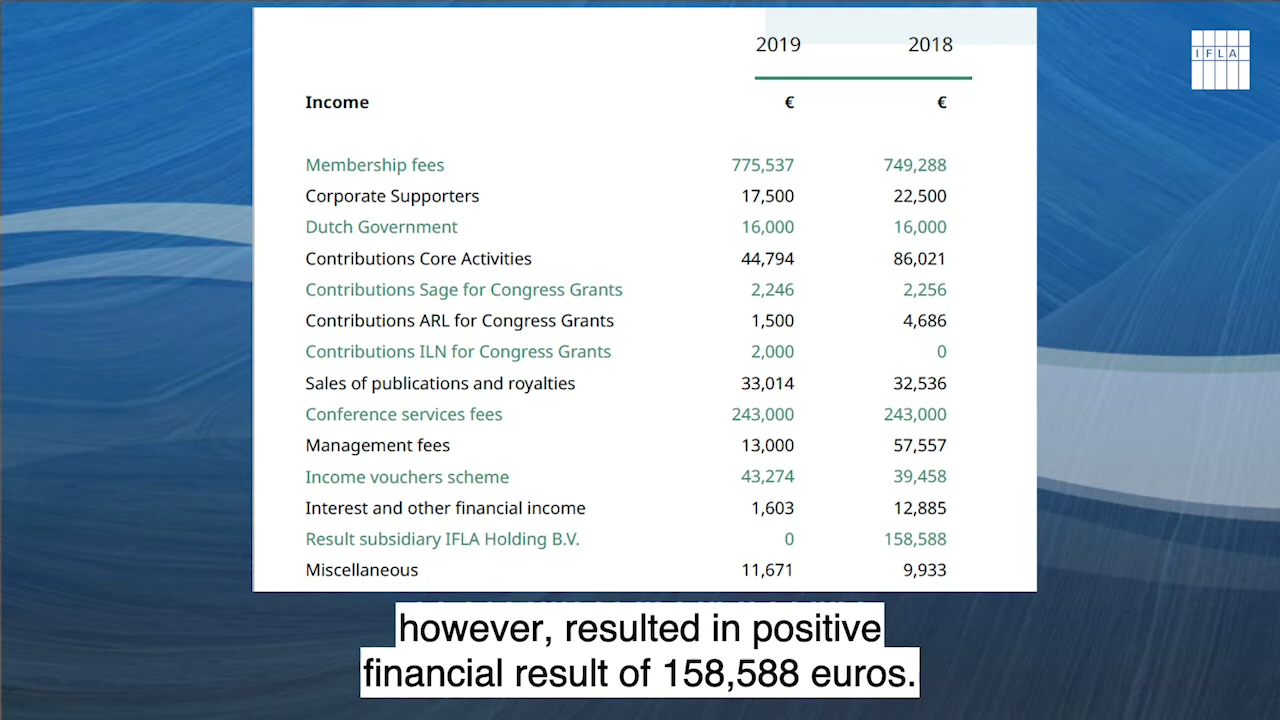 2019 2018
IFLA
Income € €
Membership fees 775,537 749,288
Corporate Supporters 17,500 22,500
Dutch Government 16,000 16,000
Contributions Core Activities 44,794 86,021
Contributions Sage for Congress Grants 2,246 2,256
Contributions ARL for Congress Grants 1,500 4,686
Contributions ILN for Congress Grants 2,000 0
Sales of publications and royalties 33,014 32,536
Conference services fees 243,000 243,000
Management fees 13,000 57,557
Income vouchers scheme 43,274 39,458
Interest and other financial income 1,603 12,885
Result subsidiary IFLA Holding B.V. 0 158,588
Miscellaneous 11,671 9,933
however, resulted in positive
financial result of 158,588 euros.